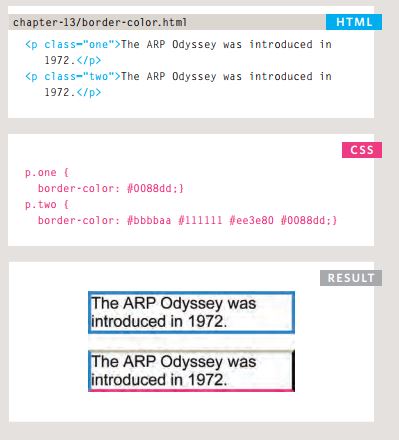 chapter-13/border-color.html
HTML
<p class="one">The ARP Odyssey was introduced in
1972.</p>
<p class="two">The ARP Odyssey was introduced in
1972.</p>
CSS
p.one {
border-color: #0088dd;}
p.two {
border-color: #bbbbaa #111111 #ee3e80 #0088dd;}
RESULT
The ARP Odyssey was
introduced in 1972.
The ARP Odyssey was
introduced in 1972.